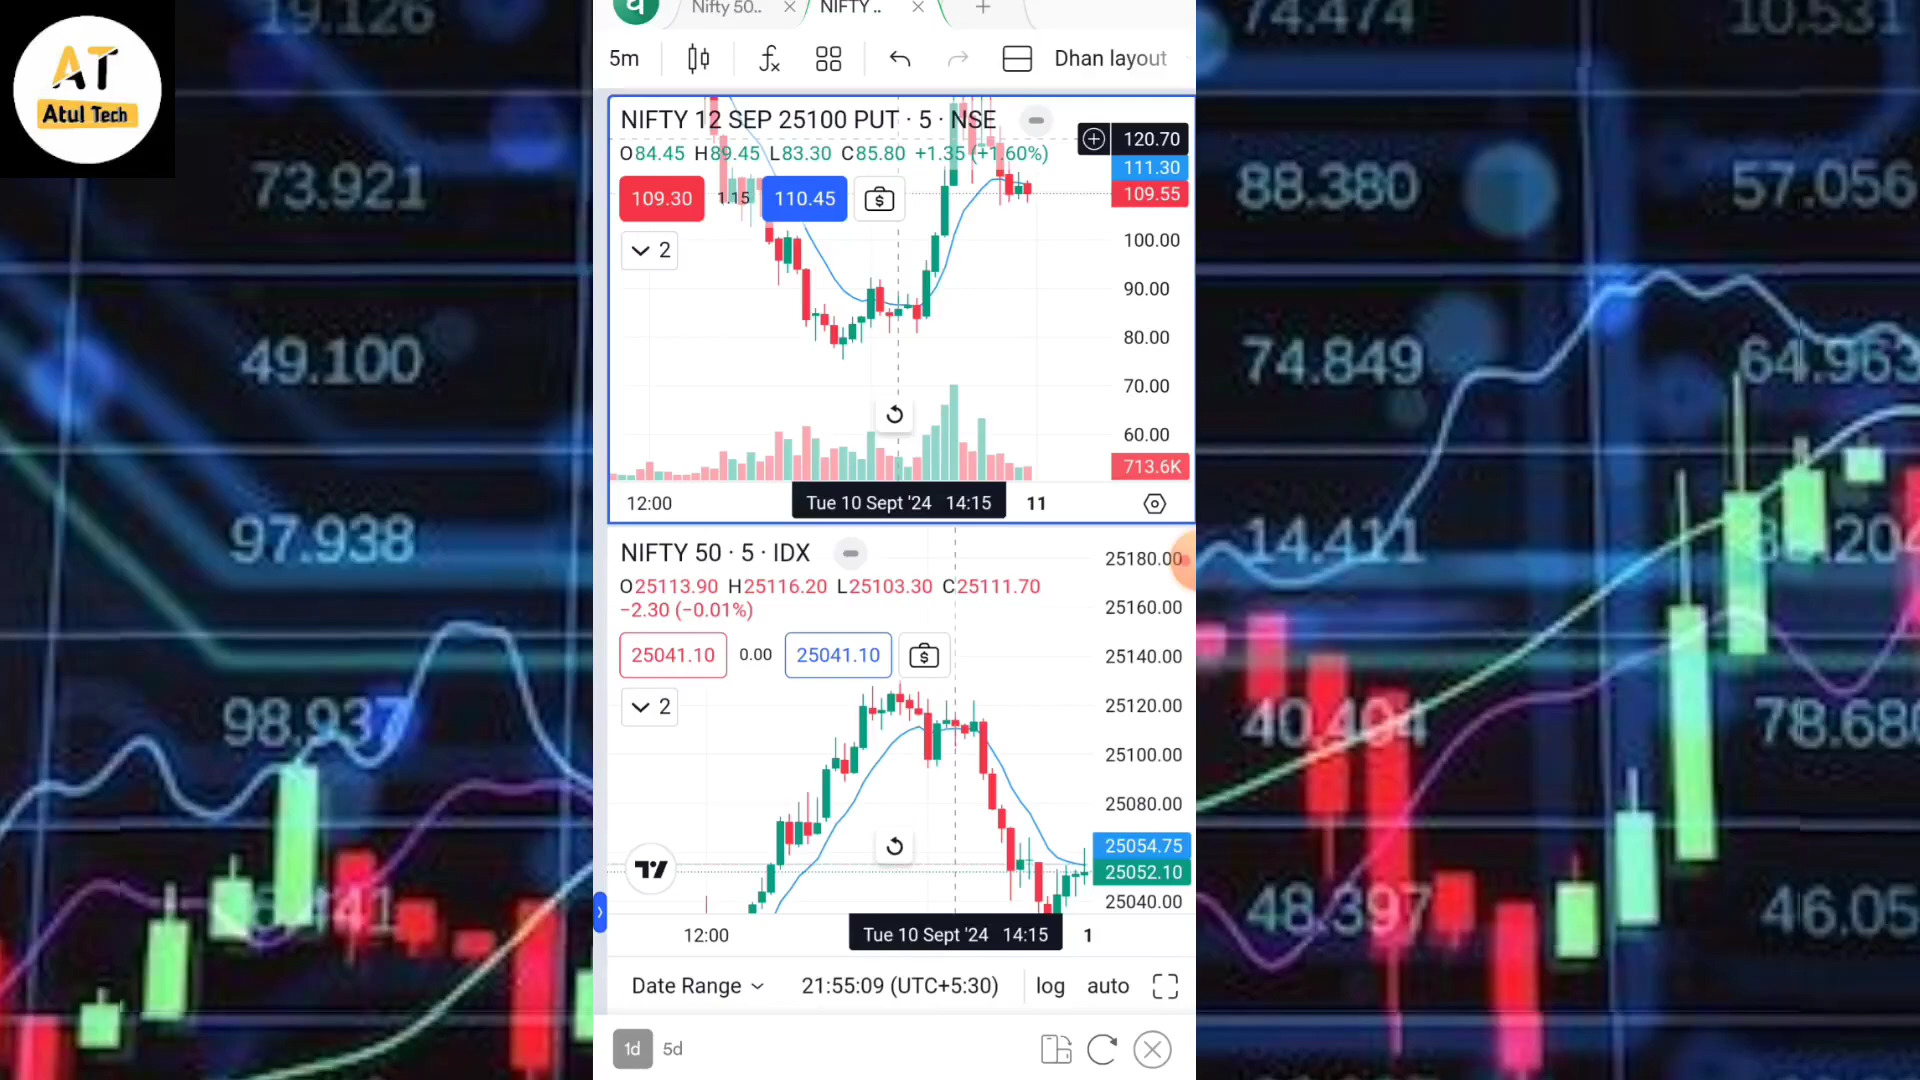 AT
Atul Tech
19.126
73.921
49.100
97.938
98.937
Nifty 50..
NIFTY ..
5m
Dhan layout
NIFTY 12 SEP 25100 PUT · 5 · NSE
O84.45 H89.45 L83.30 C85.80 +1.35 (+1.60%)
109.30 1.15 110.45
2
120.70
111.30
109.55
100.00
90.00
80.00
70.00
60.00
713.6K
12:00
Tue 10 Sept '24 14:15
11
NIFTY 50 · 5 · IDX
O25113.90 H25116.20 L25103.30 C25111.70
−2.30 (−0.01%)
25041.10 0.00 25041.10
2
25180.00
25160.00
25140.00
25120.00
25100.00
25080.00
25054.75
25052.10
25040.00
12:00
Tue 10 Sept '24 14:15
1
Date Range
21:55:09 (UTC+5:30)
log
auto
1d
5d
74.474
10.531
88.380
57.056
74.849
64.963
14.411
40.404
78.680
48.397
46.05